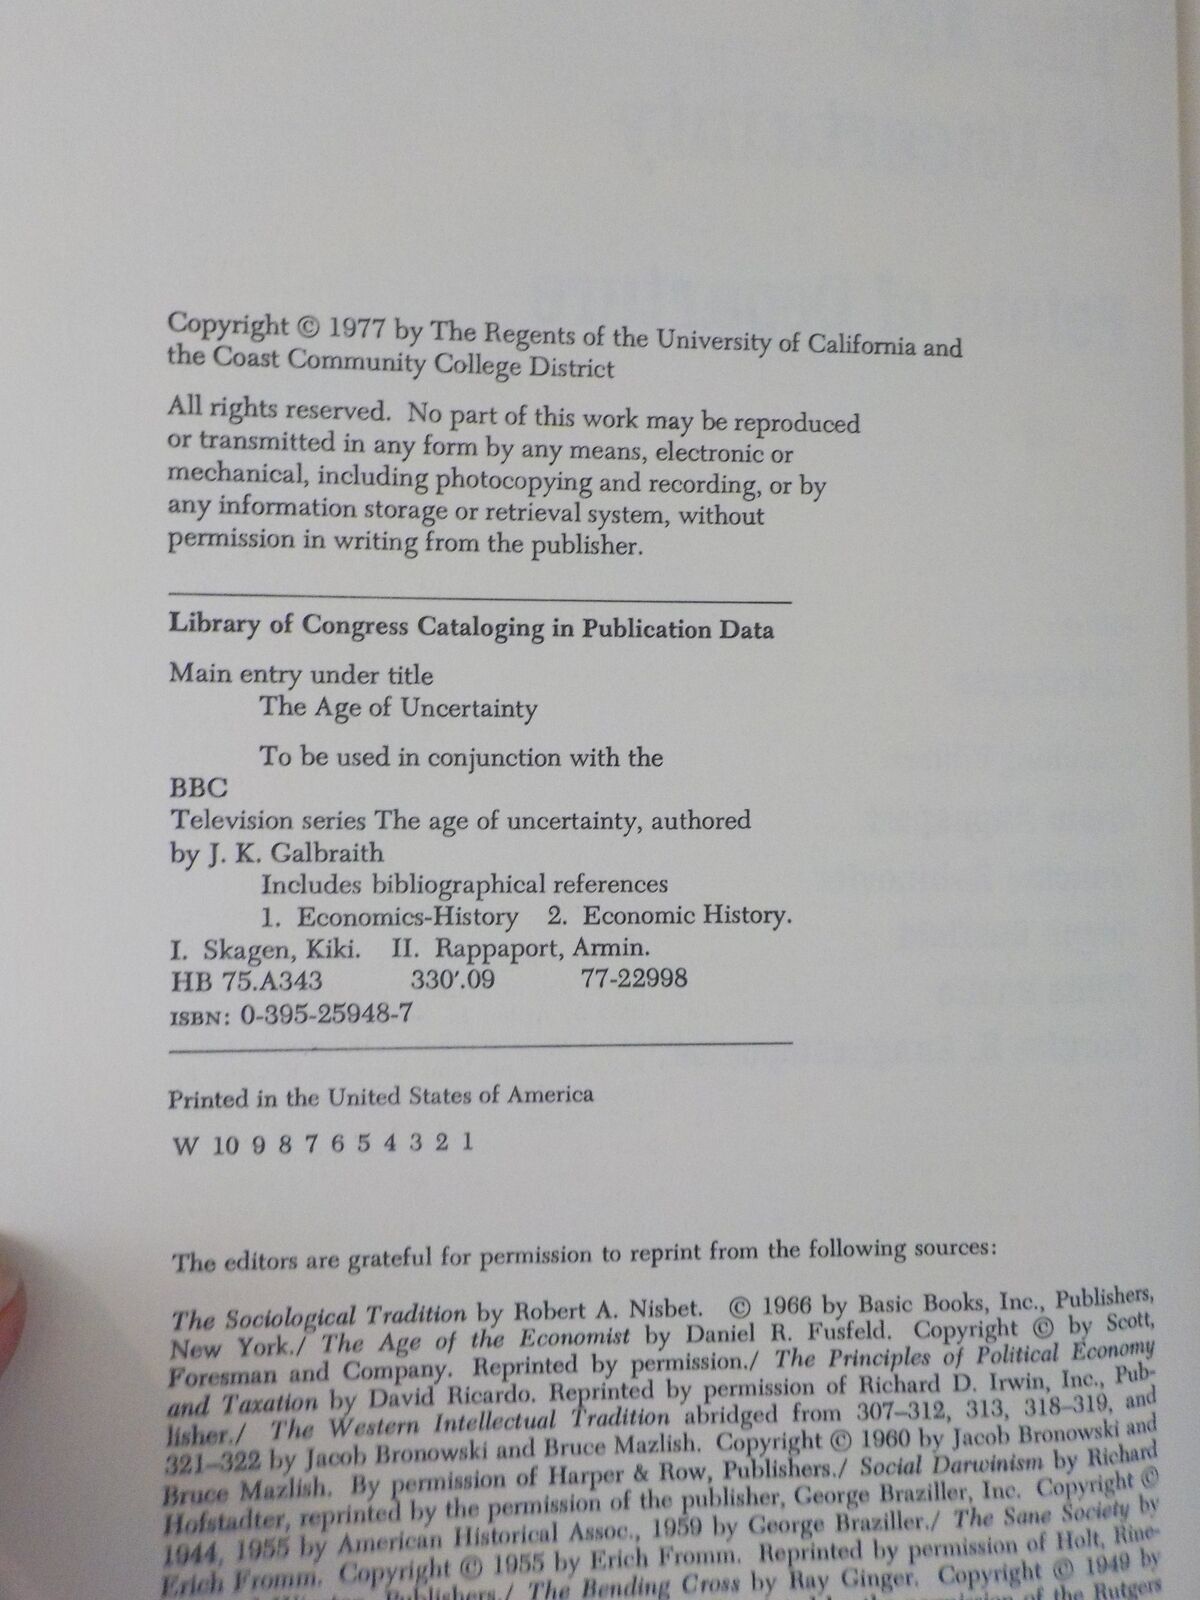 Copyright © 1977 by The Regents of the University of California and
the Coast Community College District
All rights reserved. No part of this work may be reproduced
or transmitted in any form by any means, electronic or
mechanical, including photocopying and recording, or by
any information storage or retrieval system, without
permission in writing from the publisher.
Library of Congress Cataloging in Publication Data
Main entry under title
The Age of Uncertainty
To be used in conjunction with the
BBC
Television series The age of uncertainty, authored
by J. K. Galbraith
Includes bibliographical references
1. Economics-History 2. Economic History.
I. Skagen, Kiki. II. Rappaport, Armin.
HB 75.A343 330'.09 77-22998
ISBN: 0-395-25948-7
Printed in the United States of America
W 10 9 8 7 6 5 4 3 2 1
The editors are grateful for permission to reprint from the following sources:
The Sociological Tradition by Robert A. Nisbet. © 1966 by Basic Books, Inc., Publishers,
New York./ The Age of the Economist by Daniel R. Fusfeld. Copyright © by Scott,
Foresman and Company. Reprinted by permission./ The Principles of Political Economy
and Taxation by David Ricardo. Reprinted by permission of Richard D. Irwin, Inc., Pub-
lisher./ The Western Intellectual Tradition abridged from 307–312, 313, 318–319, and
321–322 by Jacob Bronowski and Bruce Mazlish. Copyright © 1960 by Jacob Bronowski and
Bruce Mazlish. By permission of Harper & Row, Publishers./ Social Darwinism by Richard
Hofstadter, reprinted by the permission of the publisher, George Braziller, Inc. Copyright ©
1944, 1955 by American Historical Assoc., 1959 by George Braziller./ The Sane Society by
Erich Fromm. Copyright © 1955 by Erich Fromm. Reprinted by permission of Holt, Rine-
Publishers./ The Bending Cross by Ray Ginger. Copyright © 1949 by
of the Rutgers